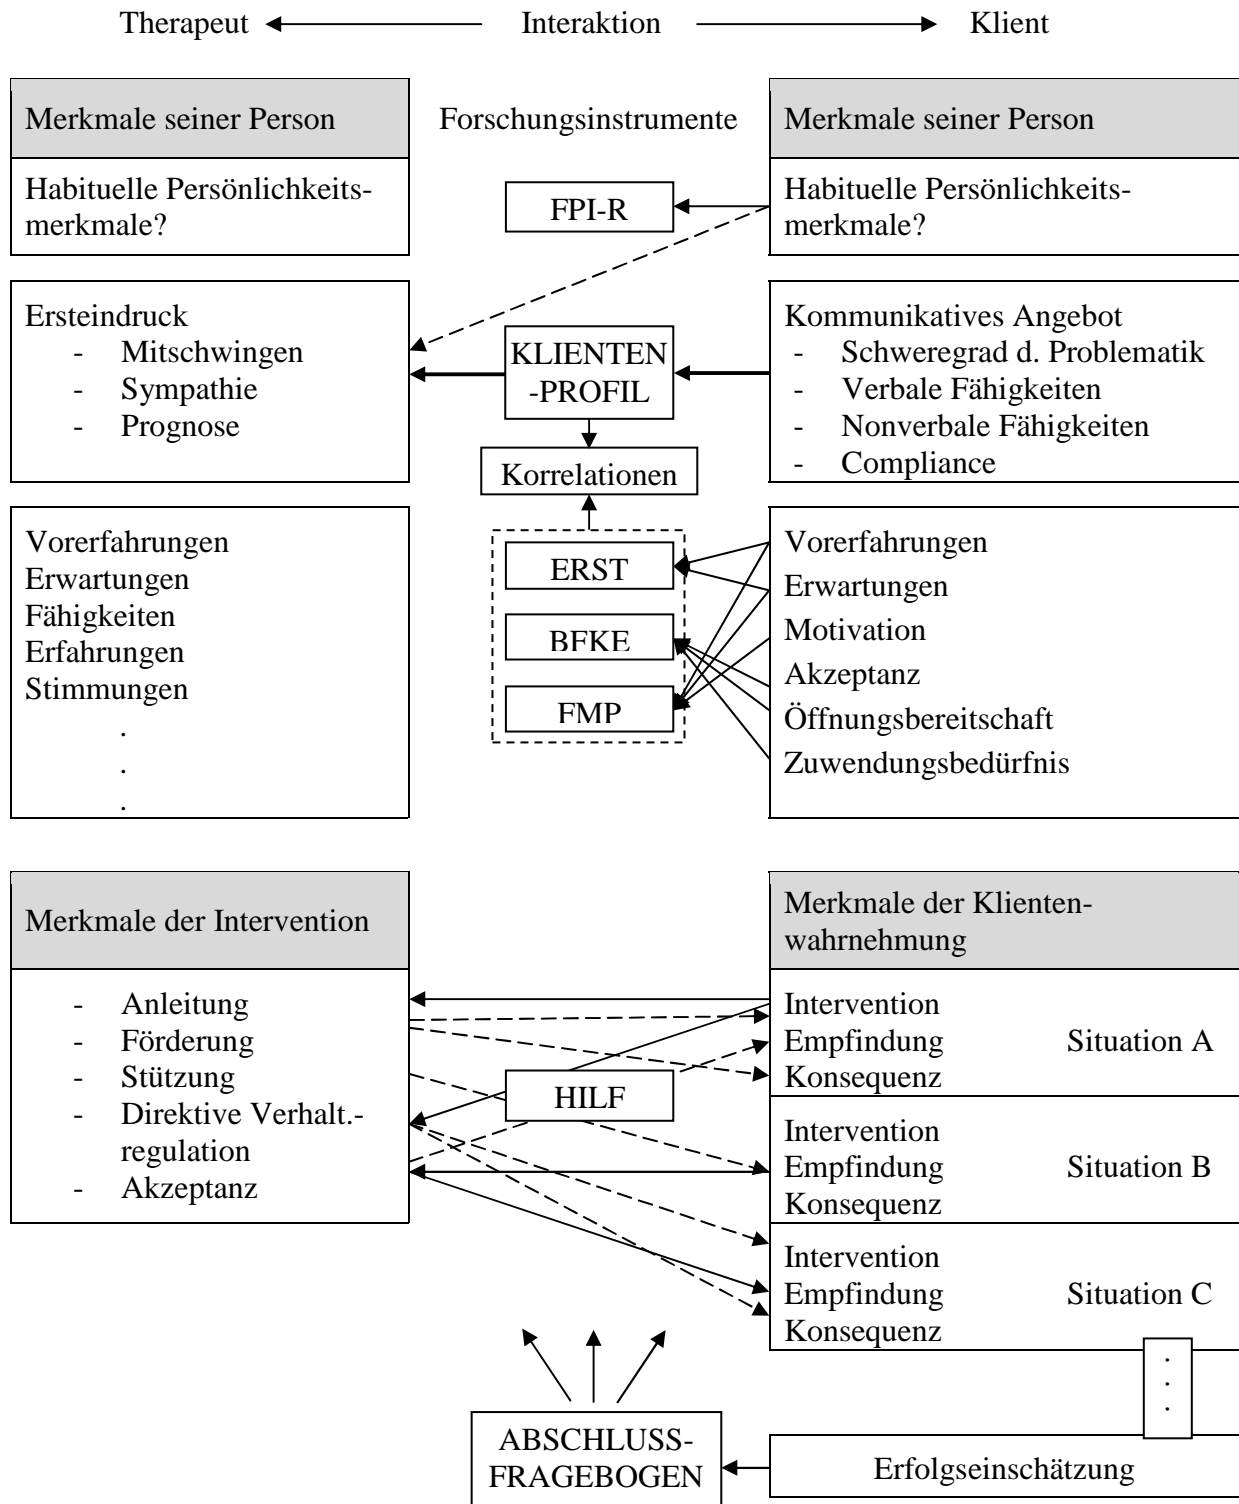 Therapeut Interaktion Klient
Merkmale seiner Person
Forschungsinstrumente
Merkmale seiner Person
Habituelle Persönlichkeits-
merkmale?
FPI-R
Habituelle Persönlichkeits-
merkmale?
Ersteindruck
- Mitschwingen
- Sympathie
- Prognose
KLIENTEN
-PROFIL
Kommunikatives Angebot
- Schweregrad d. Problematik
- Verbale Fähigkeiten
- Nonverbale Fähigkeiten
- Compliance
Korrelationen
Vorerfahrungen
Erwartungen
Fähigkeiten
Erfahrungen
Stimmungen
.
.
.
ERST
BFKE
FMP
Vorerfahrungen
Erwartungen
Motivation
Akzeptanz
Öffnungsbereitschaft
Zuwendungsbedürfnis
Merkmale der Intervention
Merkmale der Klienten-
wahrnehmung
- Anleitung
- Förderung
- Stützung
- Direktive Verhalt.-
regulation
- Akzeptanz
HILF
Intervention
Empfindung Situation A
Konsequenz
Intervention
Empfindung Situation B
Konsequenz
Intervention
Empfindung Situation C
Konsequenz
.
.
.
ABSCHLUSS-
FRAGEBOGEN
Erfolgseinschätzung